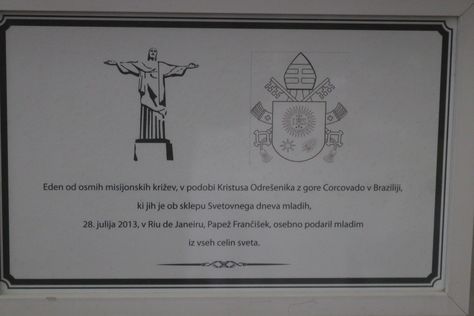 Eden od osmih misijonskih križev, v podobi Kristusa Odrešenika z gore Corcovado v Braziliji,
ki jih je ob sklepu Svetovnega dneva mladih,
28. julija 2013, v Riu de Janeiru, Papež Frančišek, osebno podaril mladim
iz vseh celin sveta.